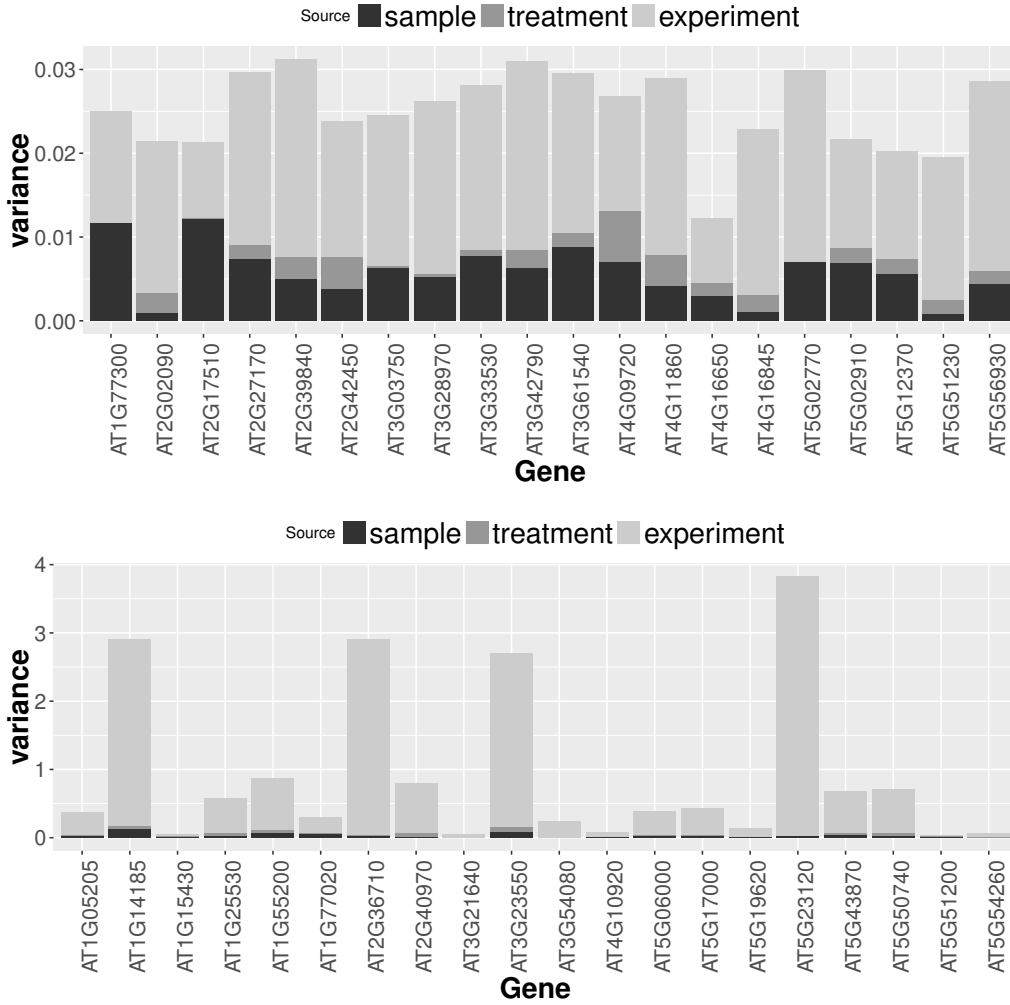 Source sample treatment experiment
variance
0.03
0.02
0.01
0.00
AT1G77300
AT2G02090
AT2G17510
AT2G27170
AT2G39840
AT2G42450
AT3G03750
AT3G28970
AT3G33530
AT3G42790
AT3G61540
AT4G09720
AT4G11860
AT4G16650
AT4G16845
AT5G02770
AT5G02910
AT5G12370
AT5G51230
AT5G56930
Gene
Source sample treatment experiment
variance
4
3
2
1
0
AT1G05205
AT1G14185
AT1G15430
AT1G25530
AT1G55200
AT1G77020
AT2G36710
AT2G40970
AT3G21640
AT3G23550
AT3G54080
AT4G10920
AT5G06000
AT5G17000
AT5G19620
AT5G23120
AT5G43870
AT5G50740
AT5G51200
AT5G54260
Gene